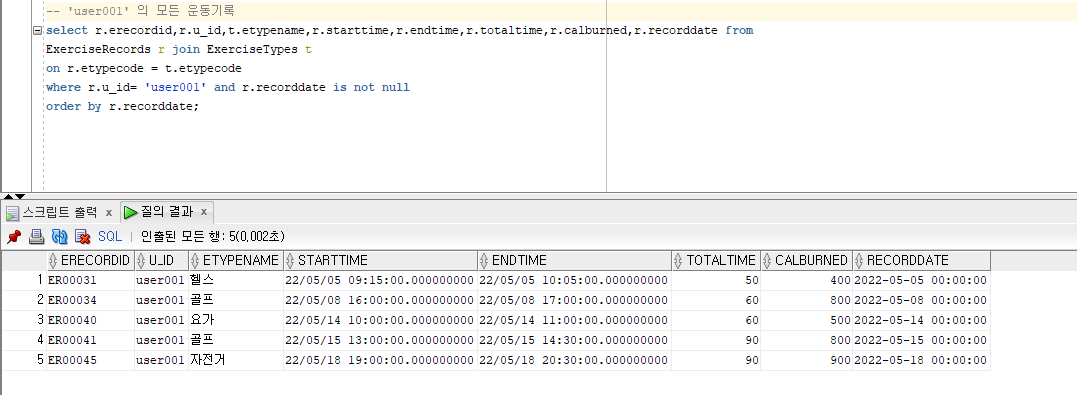 -- 'user001' 의 모든 운동기록
select r.erecordid,r.u_id,t.etypename,r.starttime,r.endtime,r.totaltime,r.calburned,r.recorddate from
ExerciseRecords r join ExerciseTypes t
on r.etypecode = t.etypecode
where r.u_id= 'user001' and r.recorddate is not null
order by r.recorddate;
스크립트 출력 x 질의 결과 x
SQL | 인출된 모든 행: 5(0,002초)
ERECORDID U_ID ETYPENAME STARTTIME ENDTIME TOTALTIME CALBURNED RECORDDATE
1 ER00031 user001 헬스 22/05/05 09:15:00.000000000 22/05/05 10:05:00.000000000 50 400 2022-05-05 00:00:00
2 ER00034 user001 골프 22/05/08 16:00:00.000000000 22/05/08 17:00:00.000000000 60 800 2022-05-08 00:00:00
3 ER00040 user001 요가 22/05/14 10:00:00.000000000 22/05/14 11:00:00.000000000 60 500 2022-05-14 00:00:00
4 ER00041 user001 골프 22/05/15 13:00:00.000000000 22/05/15 14:30:00.000000000 90 800 2022-05-15 00:00:00
5 ER00045 user001 자전거 22/05/18 19:00:00.000000000 22/05/18 20:30:00.000000000 90 900 2022-05-18 00:00:00